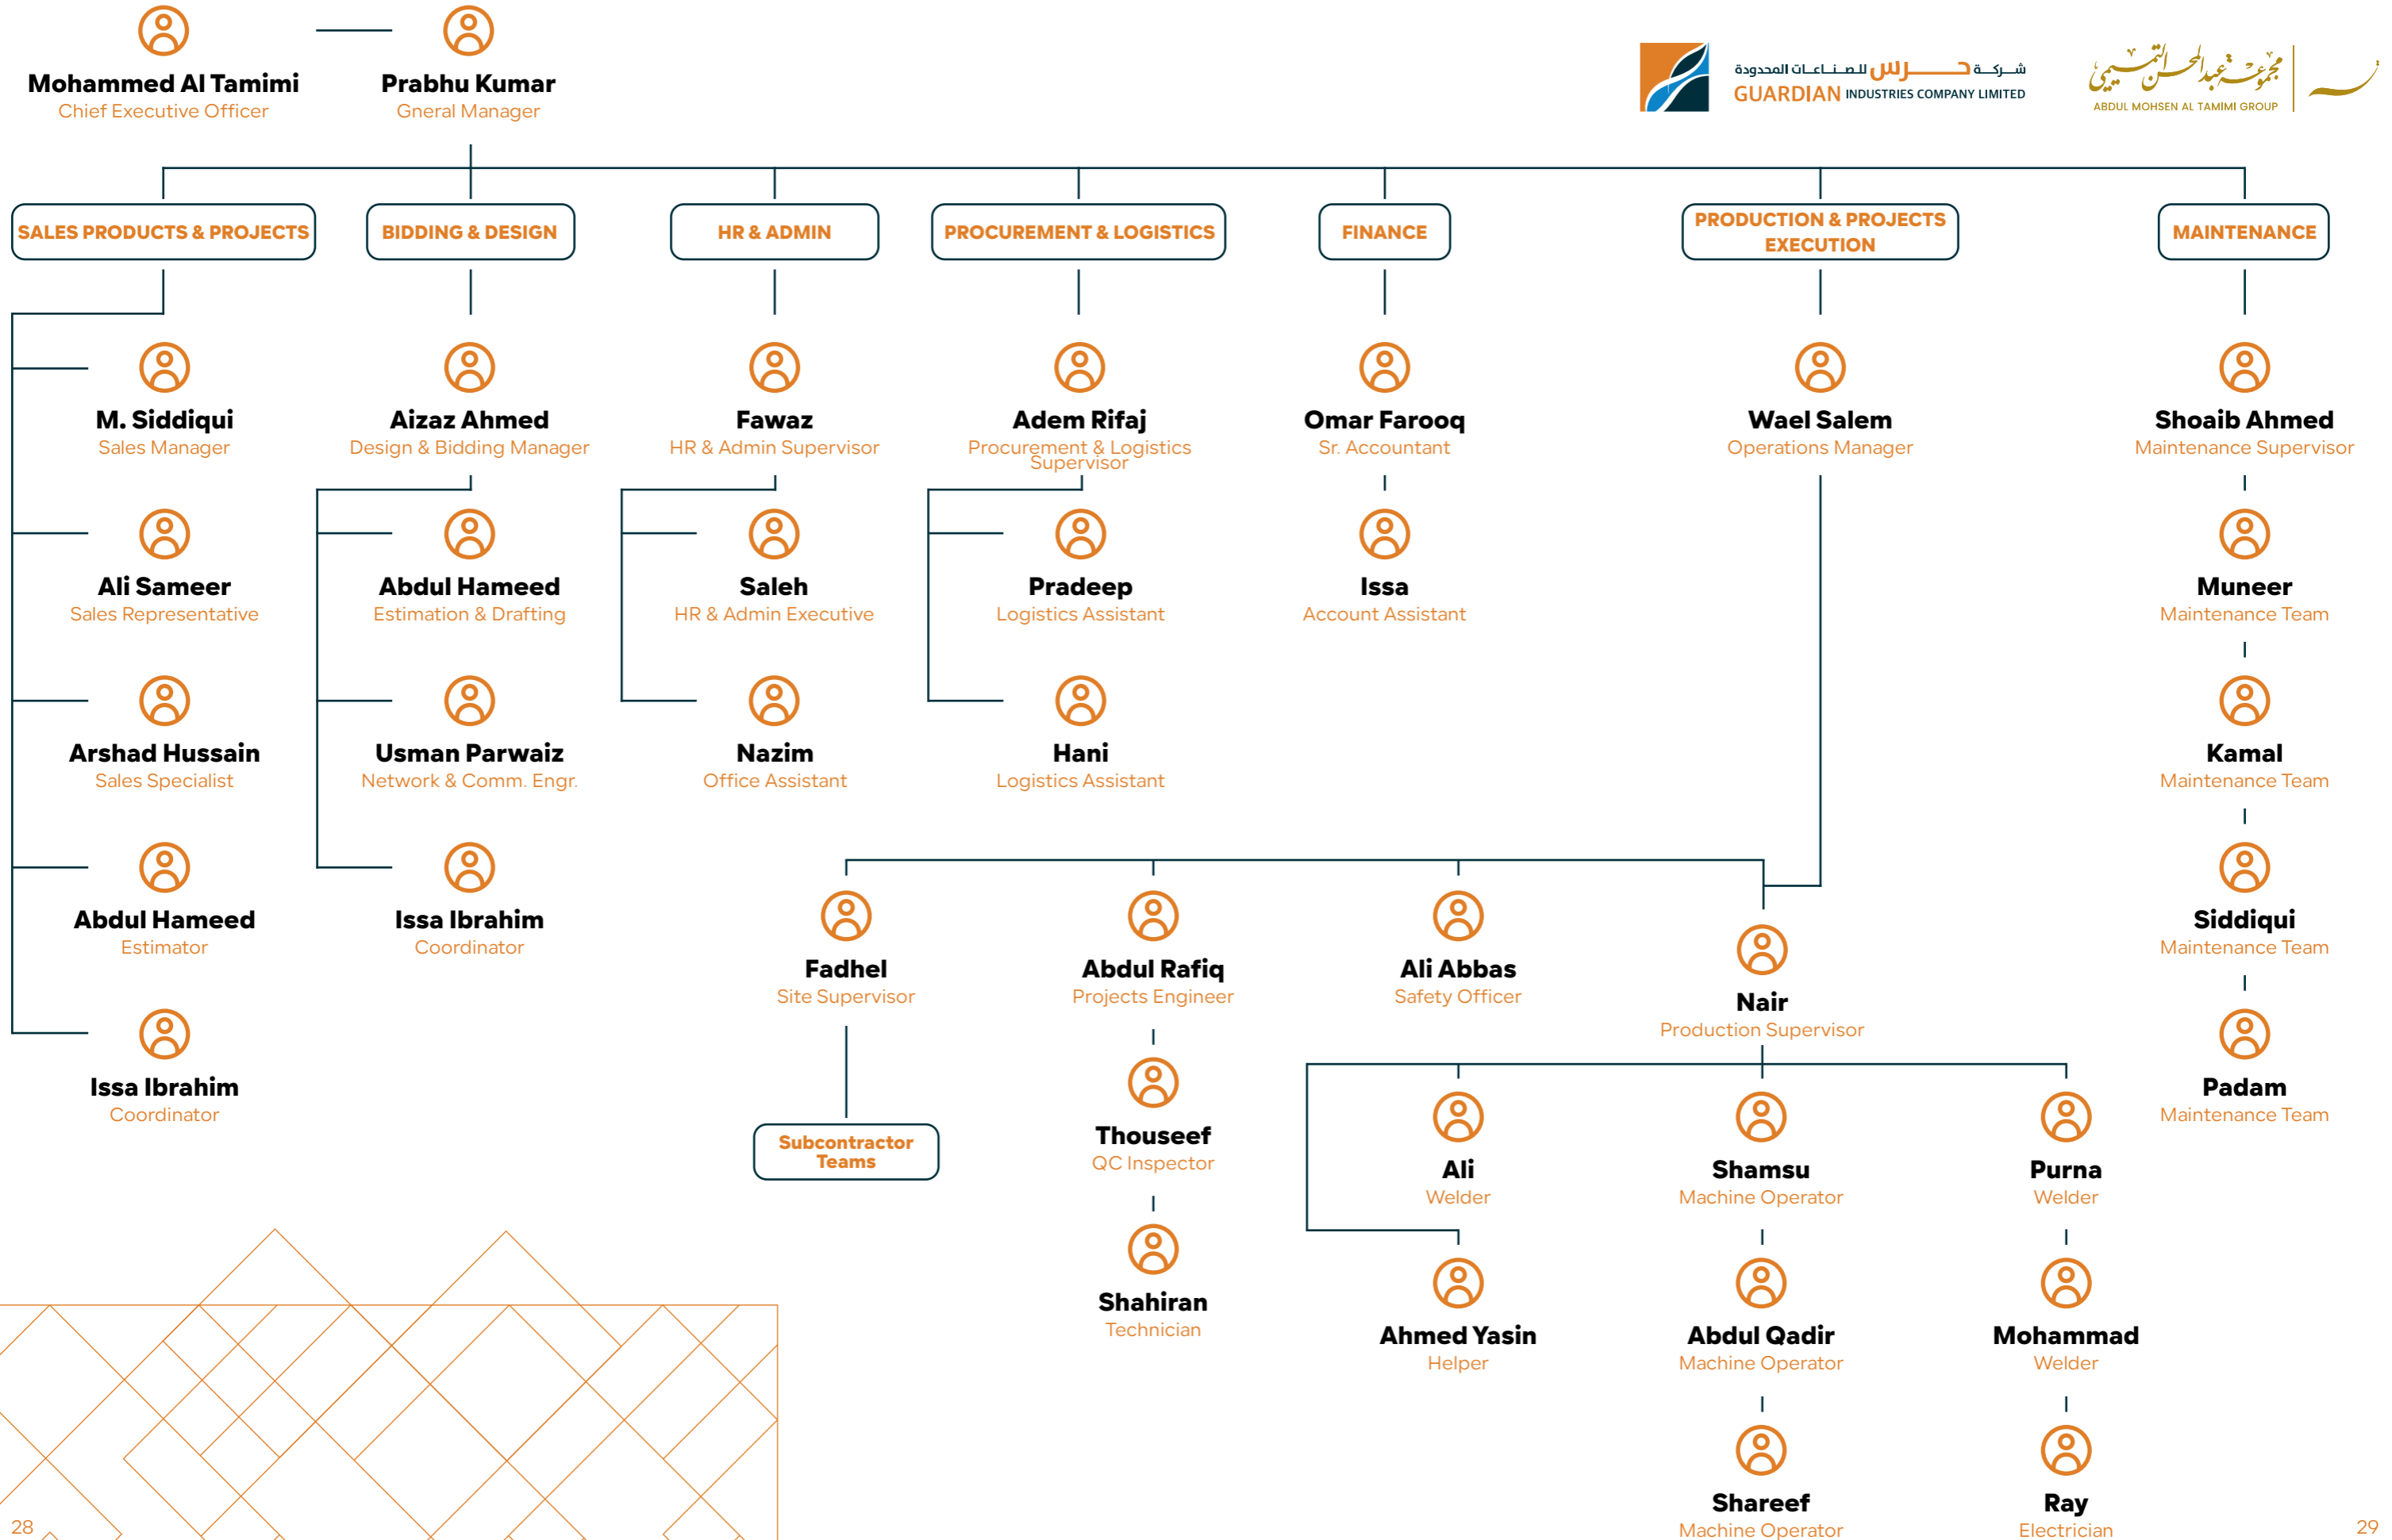 Mohammed Al Tamimi
Chief Executive Officer
Prabhu Kumar
Gneral Manager
شركة حرس للصناعات المحدودة
GUARDIAN INDUSTRIES COMPANY LIMITED
مجموعة عبدالمحسن التميمي
ABDUL MOHSEN AL TAMIMI GROUP
SALES PRODUCTS & PROJECTS
BIDDING & DESIGN
HR & ADMIN
PROCUREMENT & LOGISTICS
FINANCE
PRODUCTION & PROJECTS
EXECUTION
MAINTENANCE
M. Siddiqui
Sales Manager
Aizaz Ahmed
Design & Bidding Manager
Fawaz
HR & Admin Supervisor
Adem Rifaj
Procurement & Logistics
Supervisor
Omar Farooq
Sr. Accountant
Wael Salem
Operations Manager
Shoaib Ahmed
Maintenance Supervisor
Ali Sameer
Sales Representative
Abdul Hameed
Estimation & Drafting
Saleh
HR & Admin Executive
Pradeep
Logistics Assistant
Issa
Account Assistant
Muneer
Maintenance Team
Arshad Hussain
Sales Specialist
Usman Parwaiz
Network & Comm. Engr.
Nazim
Office Assistant
Hani
Logistics Assistant
Kamal
Maintenance Team
Abdul Hameed
Estimator
Issa Ibrahim
Coordinator
Siddiqui
Maintenance Team
Fadhel
Site Supervisor
Abdul Rafiq
Projects Engineer
Ali Abbas
Safety Officer
Nair
Production Supervisor
Issa Ibrahim
Coordinator
Padam
Maintenance Team
Subcontractor
Teams
Thouseef
QC Inspector
Ali
Welder
Shamsu
Machine Operator
Purna
Welder
Shahiran
Technician
Ahmed Yasin
Helper
Abdul Qadir
Machine Operator
Mohammad
Welder
Shareef
Machine Operator
Ray
Electrician
28
29